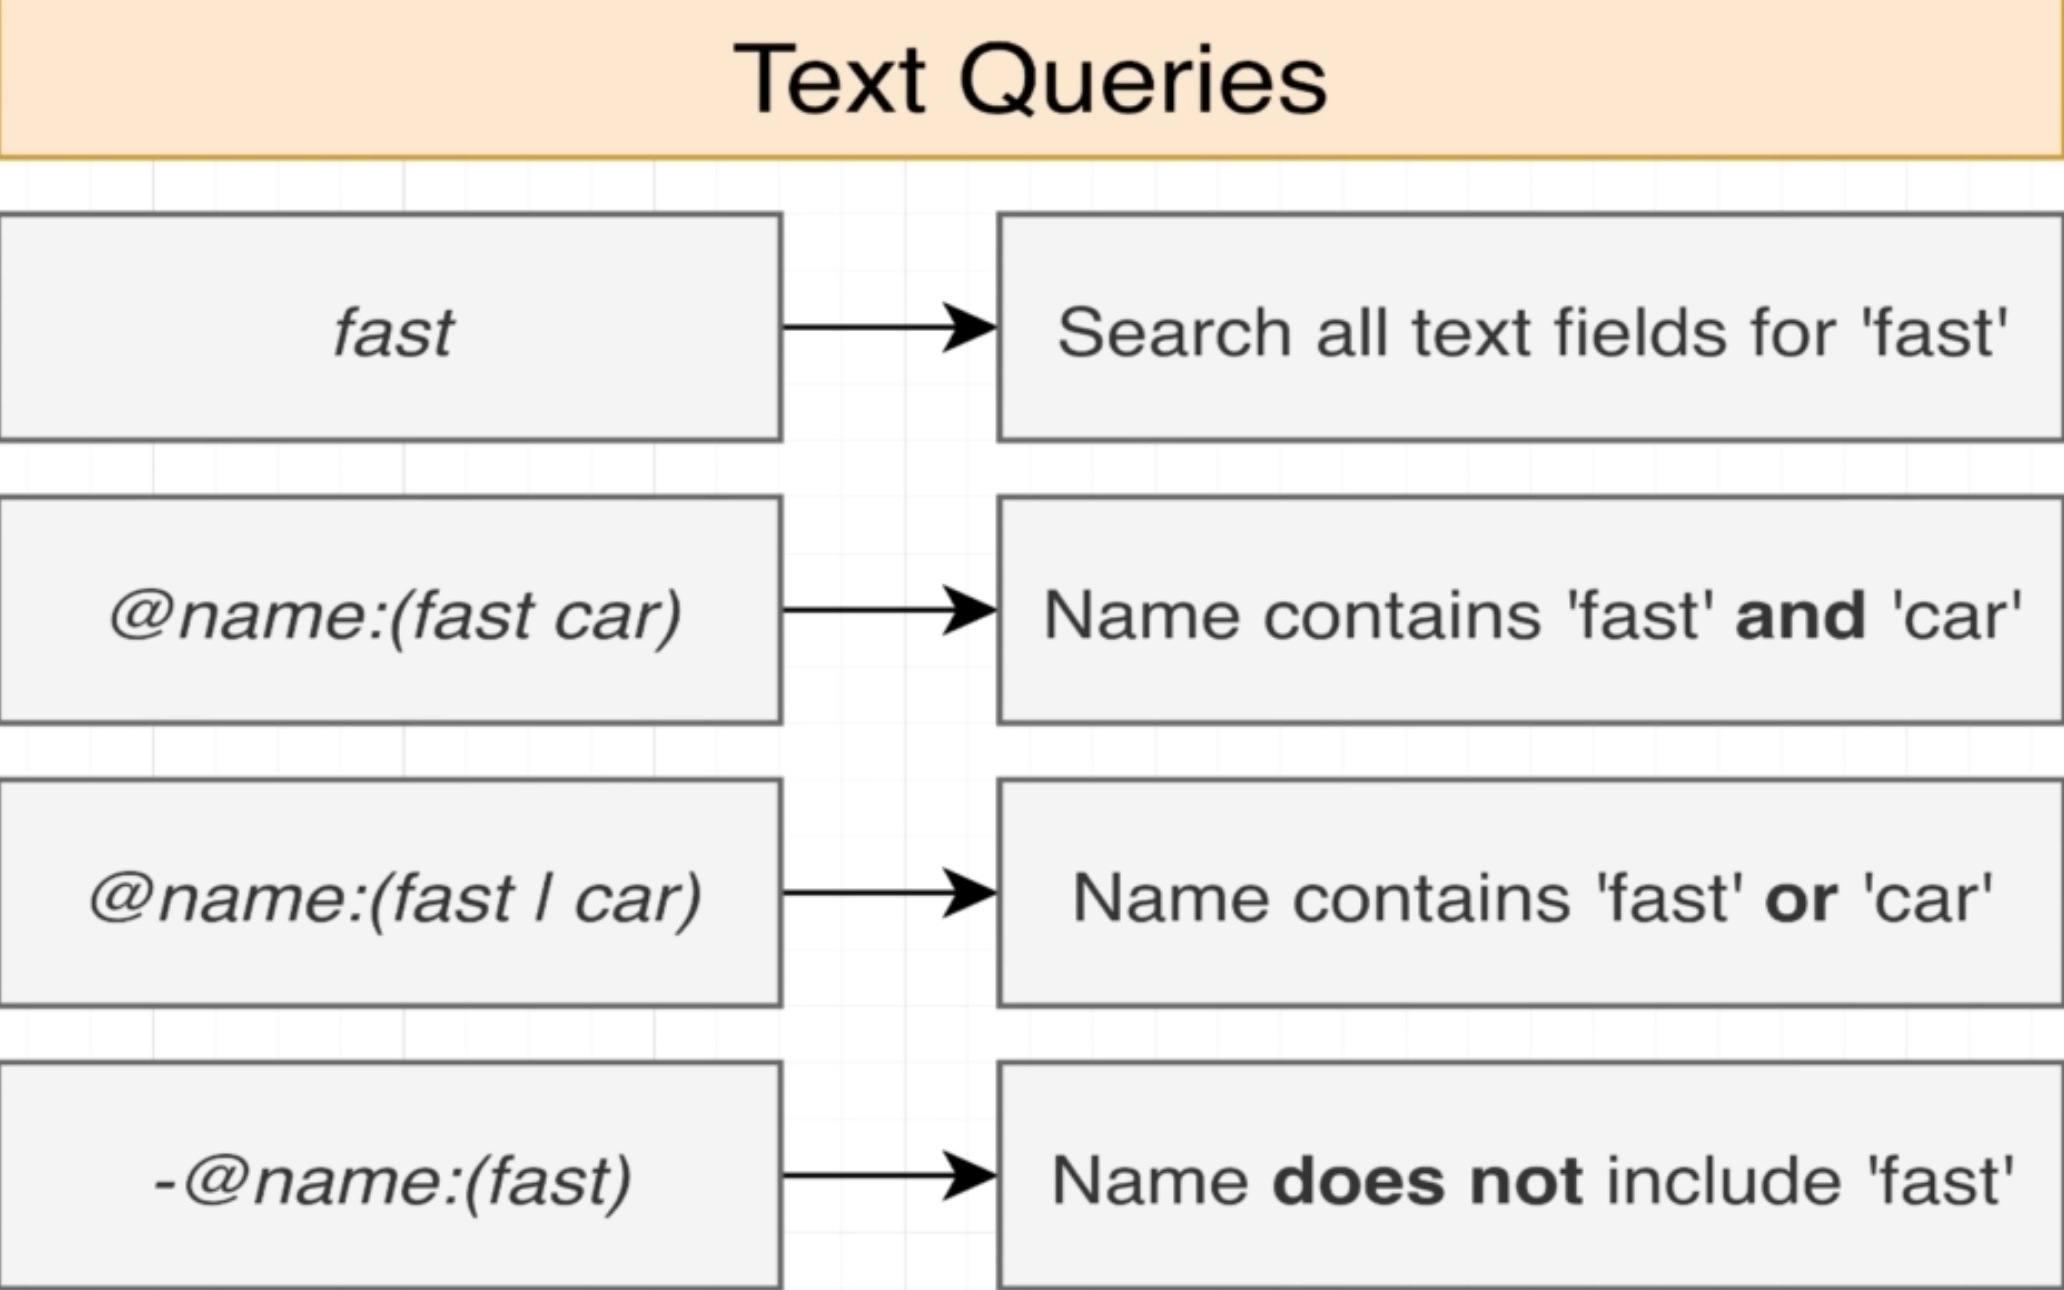 Text Queries
fast
Search all text fields for 'fast'
@name:(fast car)
Name contains 'fast' and 'car'
@name:(fast | car)
Name contains 'fast' or 'car'
-@name:(fast)
Name does not include 'fast'